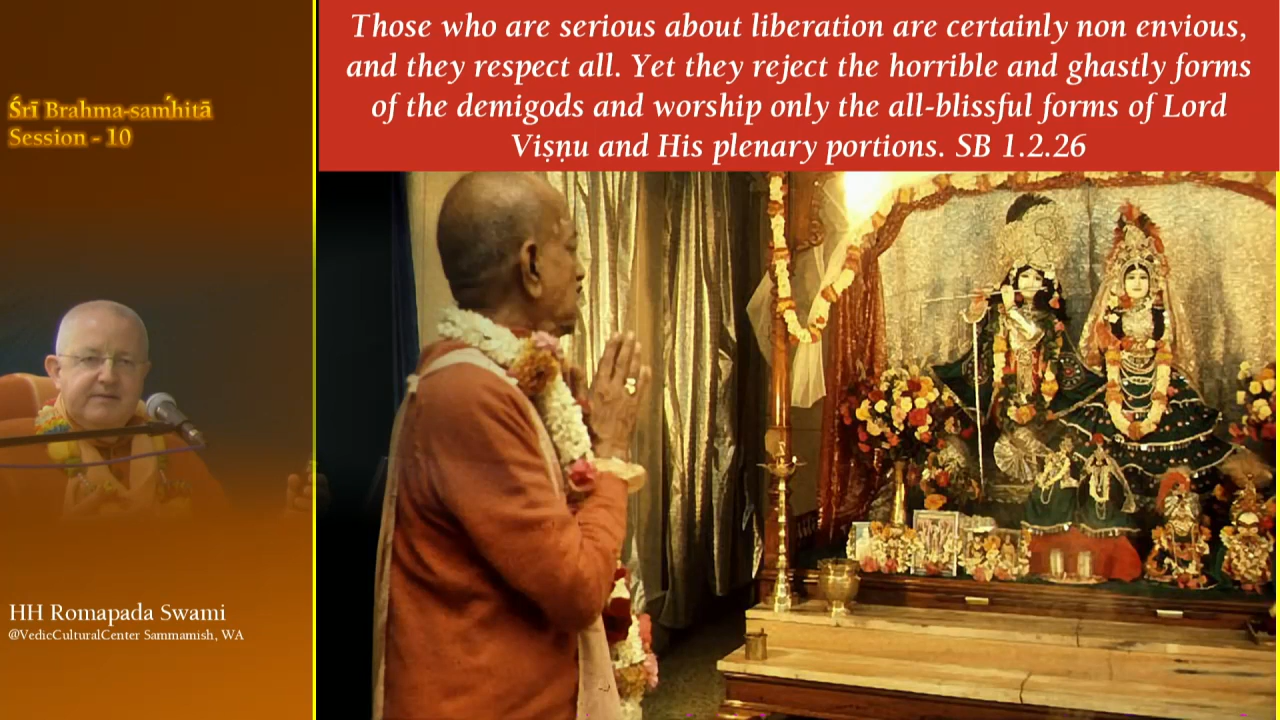 Śrī Brahma-saṁhitā
Session - 10
Those who are serious about liberation are certainly non envious,
and they respect all. Yet they reject the horrible and ghastly forms
of the demigods and worship only the all-blissful forms of Lord
Viṣṇu and His plenary portions. SB 1.2.26
HH Romapada Swami
@VedicCulturalCenter Sammamish, WA